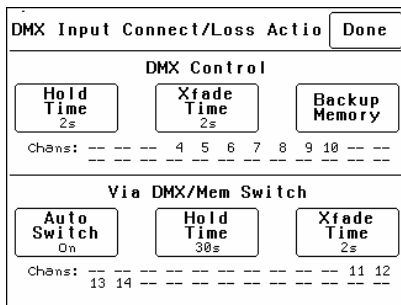 DMX Input Connect/Loss Actio Done
DMX Control
Hold Time 2s
Xfade Time 2s
Backup Memory
Chans: -- -- -- 4 5 6 7 8 9 10 -- --
-- -- -- -- -- -- -- -- -- -- -- --
Via DMX/Mem Switch
Auto Switch On
Hold Time 30s
Xfade Time 2s
Chans: -- -- -- -- -- -- -- -- -- -- 11 12
13 14 -- -- -- -- -- -- -- -- -- --